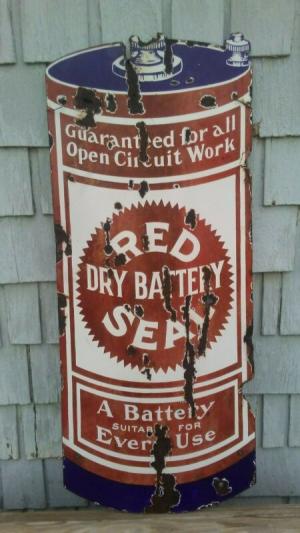 Guaranteed for all
Open Circuit Work
RED
DRY BATTERY
SEAL
A Battery
SUITABLE FOR
Every Use